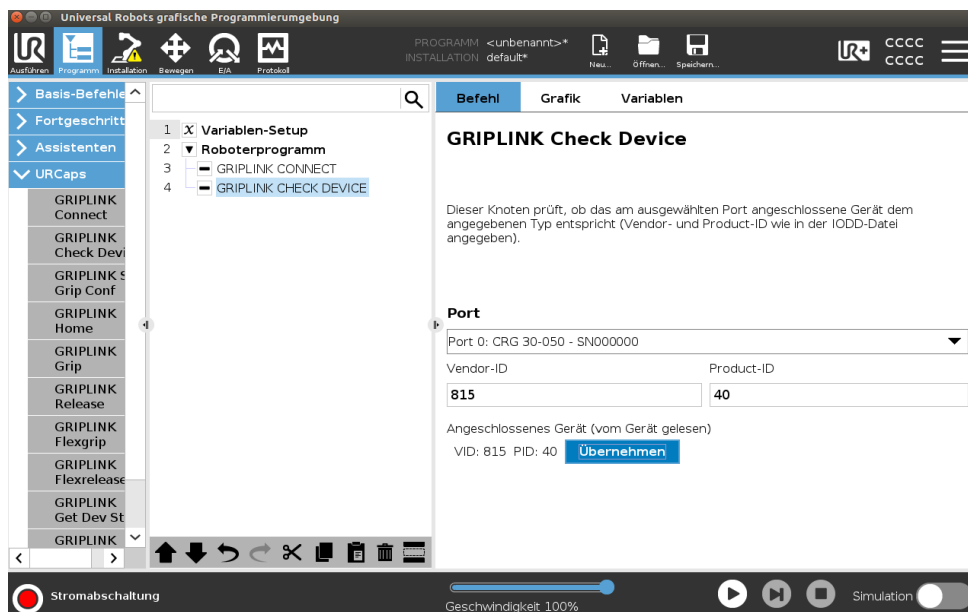 Universal Robots grafische Programmierumgebung
Ausführen
Programm
Installation
Bewegen
E/A
Protokoll
PROGRAMM <unbenannt>*
INSTALLATION default*
Neu...
Öffnen...
Speichern...
UR+
CCCC
CCCC
Basis-Befehle
Fortgeschritt
Assistenten
URCaps
GRIPLINK
Connect
GRIPLINK
Check Devi
GRIPLINK S
Grip Conf
GRIPLINK
Home
GRIPLINK
Grip
GRIPLINK
Release
GRIPLINK
Flexgrip
GRIPLINK
Flexrelease
GRIPLINK
Get Dev St
GRIPLINK
1 X Variablen-Setup
2 Roboterprogramm
3 GRIPLINK CONNECT
4 GRIPLINK CHECK DEVICE
Befehl Grafik Variablen
GRIPLINK Check Device
Dieser Knoten prüft, ob das am ausgewählten Port angeschlossene Gerät dem
angegebenen Typ entspricht (Vendor- und Product-ID wie in der IODD-Datei
angegeben).
Port
Port 0: CRG 30-050 - SN000000
Vendor-ID Product-ID
815 40
Angeschlossenes Gerät (vom Gerät gelesen)
VID: 815 PID: 40 Übernehmen
Stromabschaltung
Geschwindigkeit 100%
Simulation